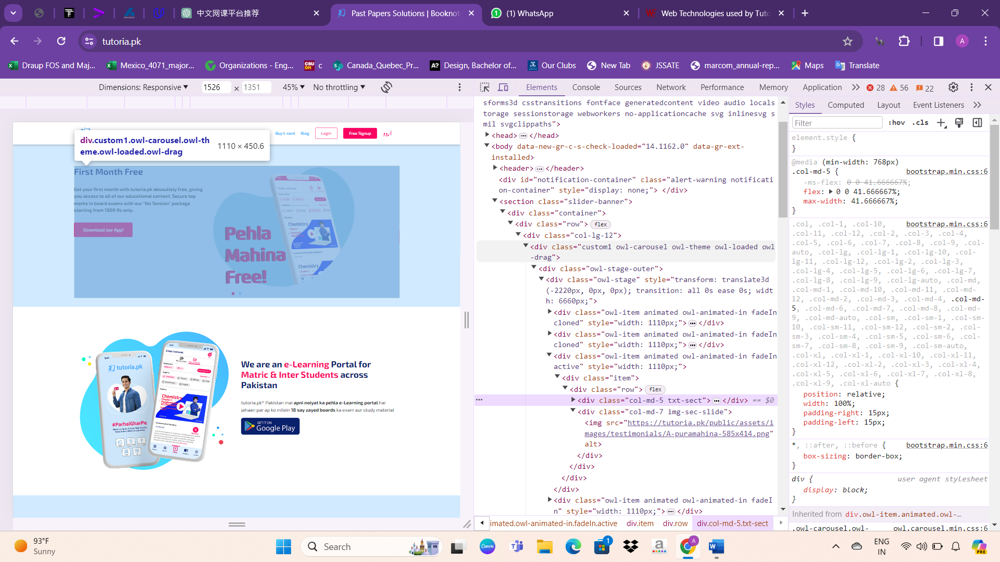 中文网课平台推荐
Past Papers Solutions | Booknot
(1) WhatsApp
Web Technologies used by Tuto
tutoria.pk
A
Draup FOS and Maj...
Mexico_4071_major...
Organizations - Eng...
c
Canada_Quebec_Pr...
Design, Bachelor of...
Our Clubs
New Tab
JSSATE
marcom_annual-rep...
Maps
Translate
Dimensions: Responsive
1526
×
1351
45%
No throttling
Elements
Console
Sources
Network
Performance
Memory
Application
28
56
22
div.custom1.owl-carousel.owl-th
eme.owl-loaded.owl-drag
1110 × 450.6
Buy t-card
Blog
Login
Free Signup
اردو
First Month Free
Get your first month with tutoria.pk absoultely free, giving
you access to all of our educational content. Secure top
marks in board exams with our "No Tension" package
starting from 1000 Rs only.
Download our App!
Pehla
Mahina
Free!
Video Lectures
Chemistry
Chemistry
9:41
tutoria.pk
#ParhaiGharPe
9:41
Video Lectures
Chemistry
Chapter 1
We are an e-Learning Portal for
Matric & Inter Students across
Pakistan
tutoria.pk® Pakistan mai apni noiyat ka pehla e-Learning portal hai
jahaan par ap ko milein 18 say zayed boards ka exam aur study material
GET IT ON
Google Play
sforms3d csstransitions fontface generatedcontent video audio locals
torage sessionstorage webworkers no-applicationcache svg inlinesvg s
mil svgclippaths">
<head> ••• </head>
<body data-new-gr-c-s-check-loaded="14.1162.0" data-gr-ext-
installed>
<header> ••• </header>
<div id="notification-container" class="alert-warning notificati
on-container" style="display: none;"> </div>
<section class="slider-banner">
<div class="container">
<div class="row"> flex
<div class="col-lg-12">
<div class="custom1 owl-carousel owl-theme owl-loaded owl
-drag">
<div class="owl-stage-outer">
<div class="owl-stage" style="transform: translate3d
(-2220px, 0px, 0px); transition: all 0s ease 0s; widt
h: 6660px;">
<div class="owl-item animated owl-animated-in fadeIn
cloned" style="width: 1110px;"> ••• </div>
<div class="owl-item animated owl-animated-in fadeIn
cloned" style="width: 1110px;"> ••• </div>
<div class="owl-item animated owl-animated-in fadeIn
active" style="width: 1110px;">
<div class="item">
<div class="row"> flex
<div class="col-md-5 txt-sect"> ••• </div> == $0
<div class="col-md-7 img-sec-slide">
<img src="https://tutoria.pk/public/assets/i
mages/testimonials/A-puramahina-585x414.png"
alt>
</div>
</div>
</div>
</div>
<div class="owl-item animated owl-animated-in fadeI
n" style="width: 1110px;"> ••• </div>
imated.owl-animated-in.fadeIn.active
div.item
div.row
div.col-md-5.txt-sect
Styles
Computed
Layout
Event Listeners
Filter
:hov
.cls
element.style {
}
@media (min-width: 768px)
.col-md-5 {
bootstrap.min.css:6
-ms-flex: 0 0 41.666667%;
flex: 0 0 41.666667%;
max-width: 41.666667%;
}
.col, .col-1, .col-10,
bootstrap.min.css:6
.col-11, .col-12, .col-2, .col-3, .col-4,
.col-5, .col-6, .col-7, .col-8, .col-9, .col-
auto, .col-lg, .col-lg-1, .col-lg-10, .col-
lg-11, .col-lg-12, .col-lg-2, .col-lg-3,
.col-lg-4, .col-lg-5, .col-lg-6, .col-lg-7,
.col-lg-8, .col-lg-9, .col-lg-auto, .col-md,
.col-md-1, .col-md-10, .col-md-11, .col-md-
12, .col-md-2, .col-md-3, .col-md-4, .col-md-
5, .col-md-6, .col-md-7, .col-md-8, .col-md-
9, .col-md-auto, .col-sm, .col-sm-1, .col-sm-
10, .col-sm-11, .col-sm-12, .col-sm-2, .col-
sm-3, .col-sm-4, .col-sm-5, .col-sm-6, .col-
sm-7, .col-sm-8, .col-sm-9, .col-sm-auto,
.col-xl, .col-xl-1, .col-xl-10, .col-xl-11,
.col-xl-12, .col-xl-2, .col-xl-3, .col-xl-4,
.col-xl-5, .col-xl-6, .col-xl-7, .col-xl-8,
.col-xl-9, .col-xl-auto {
position: relative;
width: 100%;
padding-right: 15px;
padding-left: 15px;
}
*, ::after, ::before {
bootstrap.min.css:6
box-sizing: border-box;
}
div {
user agent stylesheet
display: block;
}
Inherited from div.owl-item.animated.owl-…
.owl-carousel.owl-
owl.carousel.min.css:6
93°F
Sunny
Search
Canva
1
A
ENG
IN
PRE